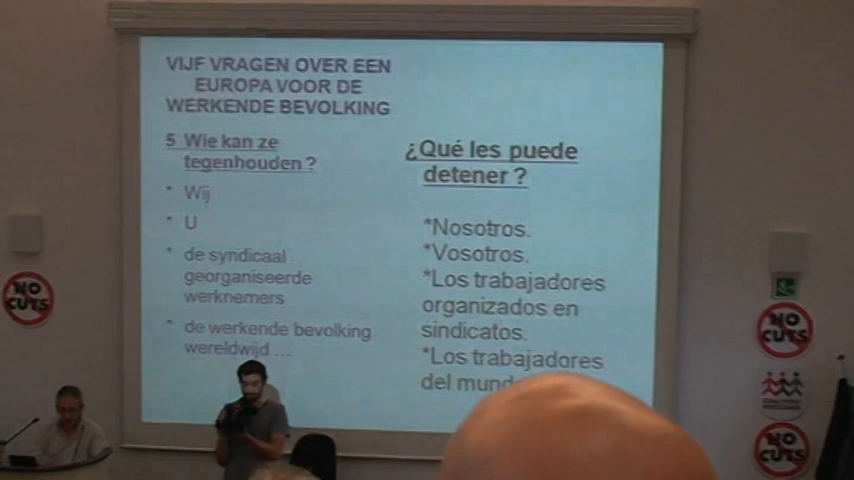 VIJF VRAGEN OVER EEN
EUROPA VOOR DE
WERKENDE BEVOLKING
5 Wie kan ze
tegenhouden ?
* Wij
* U
* de syndicaal
georganiseerde
werknemers
* de werkende bevolking
wereldwijd ...
¿Qué les puede
detener ?
*Nosotros.
*Vosotros.
*Los trabajadores
organizados en
sindicatos.
*Los trabajadores
del mund
NO
CUTS
NO
CUTS
NO
CUTS